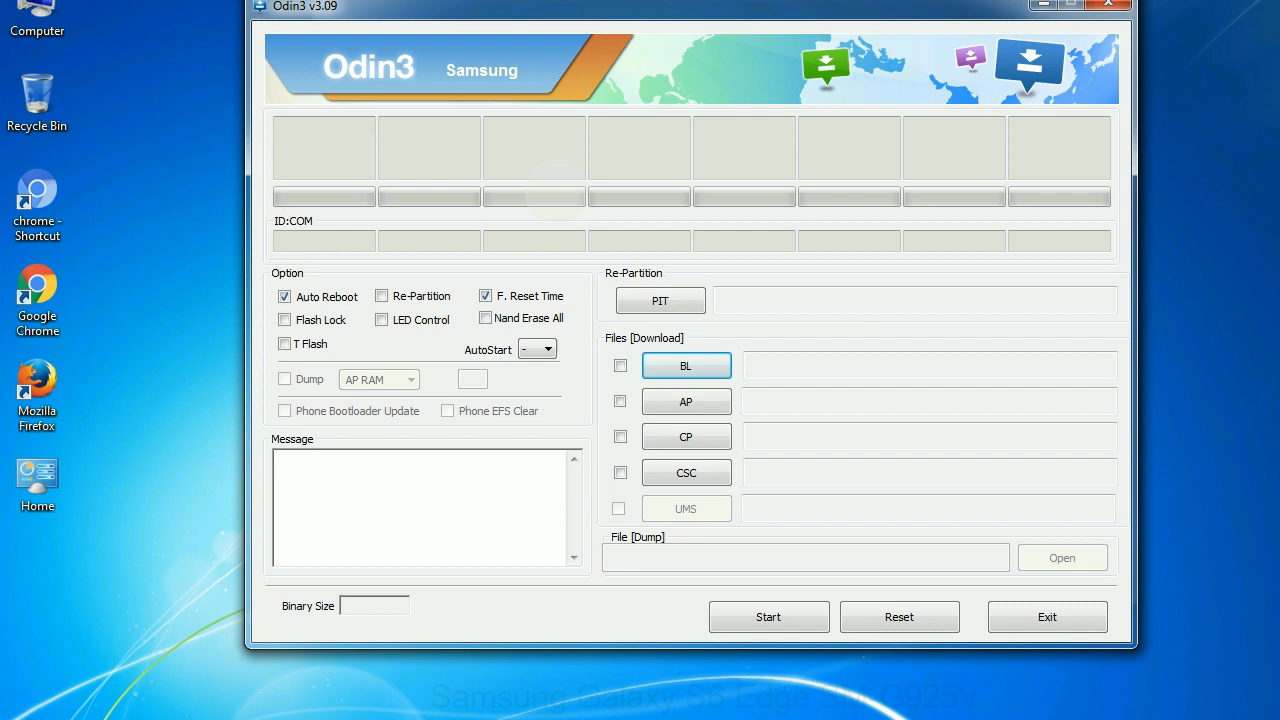 Computer
Recycle Bin
chrome -
Shortcut
Google
Chrome
Mozilla
Firefox
Home
Odin3 v3.09
Odin3 Samsung
ID:COM
Option
Auto Reboot
Re-Partition
F. Reset Time
Flash Lock
LED Control
Nand Erase All
T Flash
AutoStart -
Dump
AP RAM
Phone Bootloader Update
Phone EFS Clear
Message
Re-Partition
PIT
Files [Download]
BL
AP
CP
CSC
UMS
File [Dump]
Open
Binary Size
Start
Reset
Exit
Samsung Galaxy S6 Edge SM-G925V